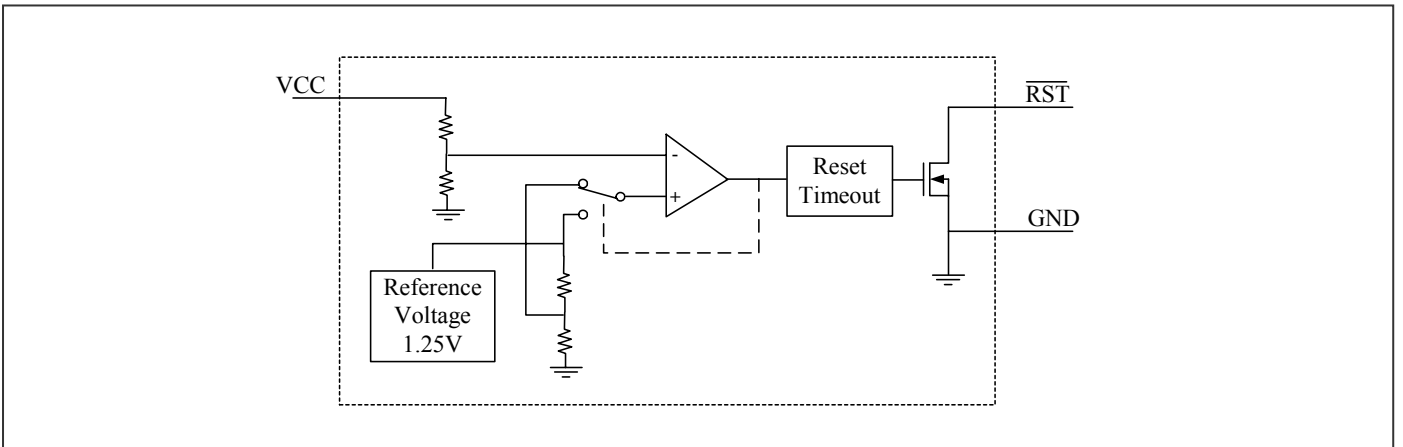 VCC
RST
-
+
Reset
Timeout
GND
Reference
Voltage
1.25V